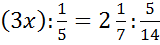 (3x):1/5 = 2 1/7 : 5/14